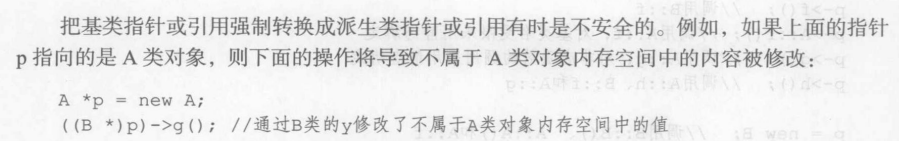 把基类指针或引用强制转换成派生类指针或引用有时是不安全的。例如，如果上面的指针
p 指向的是 A 类对象，则下面的操作将导致不属于 A 类对象内存空间中的内容被修改：
A *p = new A;
((B *)p)->g(); //通过B类的y修改了不属于A类对象内存空间中的值